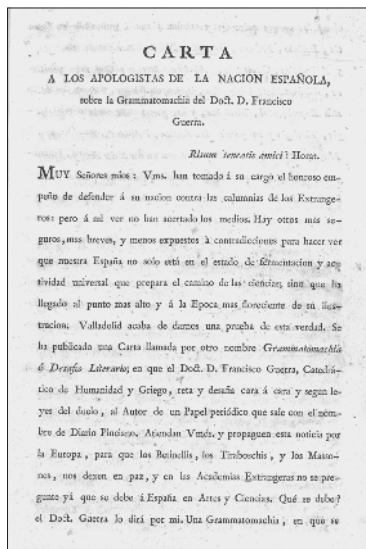 CARTA
A LOS APOLOGISTAS DE LA NACION ESPAÑOLA,
sobre la Grammatomachia del Doct. D. Francisco
Guerra.
Risum teneatis amici? Horat.
MUY Señores mios: Vms. han tomado á su cargo el honroso em-
peño de defender á su nacion contra las calumnias de los Extrange-
ros: pero á mi ver no han acertado los medios. Hay otros mas se-
guros, mas breves, y menos expuestos à contradicciones para hacer ver
que nuestra España no solo está en el estado de fermentacion y ac-
tividad universal que prepara el camino de las ciencias, sino que ha
llegado al punto mas alto y á la Epoca mas floreciente de su ilus-
tracion. Valladolid acaba de darnos una prueba de esta verdad. Se
ha publicado una Carta llamada por otro nombre Grammatomachia
ó Desafio Literario; en que el Doct. D. Francisco Guerra, Catedrá-
tico de Humanidad y Griego, reta y desafia cara á cara y segun le-
yes del duelo, al Autor de un Papel periódico que sale con el nom-
bre de Diario Pinciano. Atiendan Vmds. y propaguen esta noticia por
la Europa, para que los Betinellis, los Tiraboschis, y los Masso-
nes, nos dexen en paz, y en las Academias Extrangeras no se pre-
gunte yá que se debe á España en Artes y Ciencias. Qué se debe?
el Doct. Guerra lo dirá por mi. Una Grammatomachia, en que se